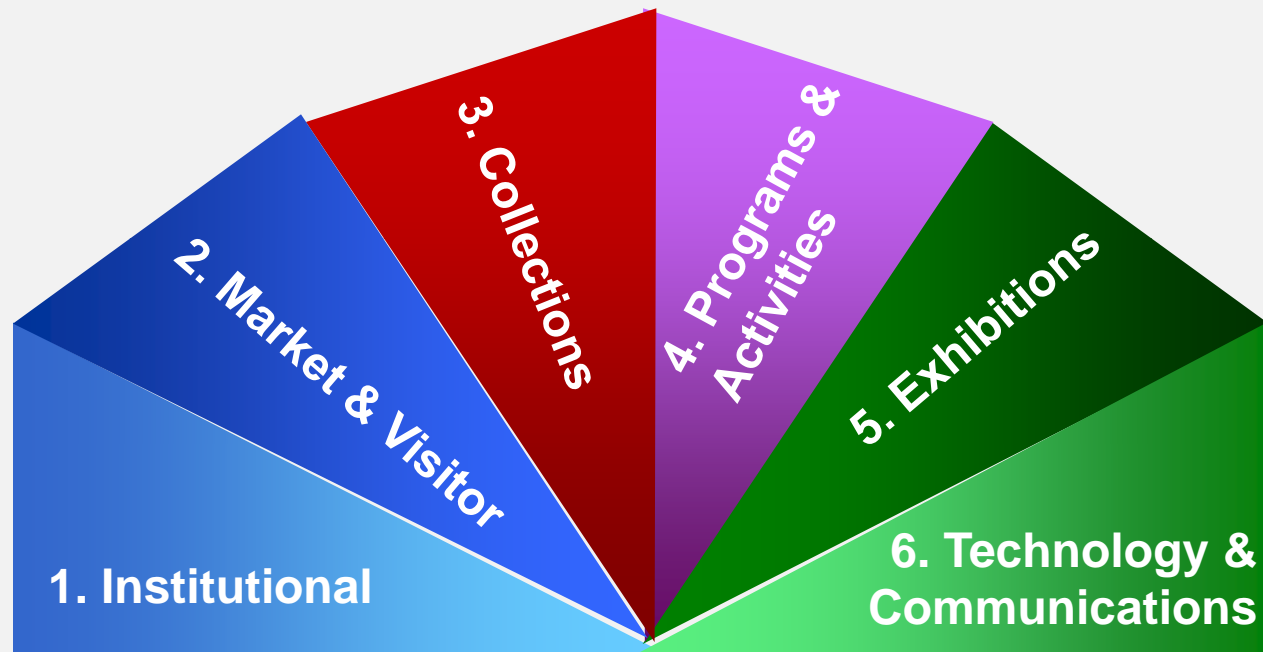 1. Institutional
2. Market & Visitor
3. Collections
4. Programs &
Activities
5. Exhibitions
6. Technology &
Communications